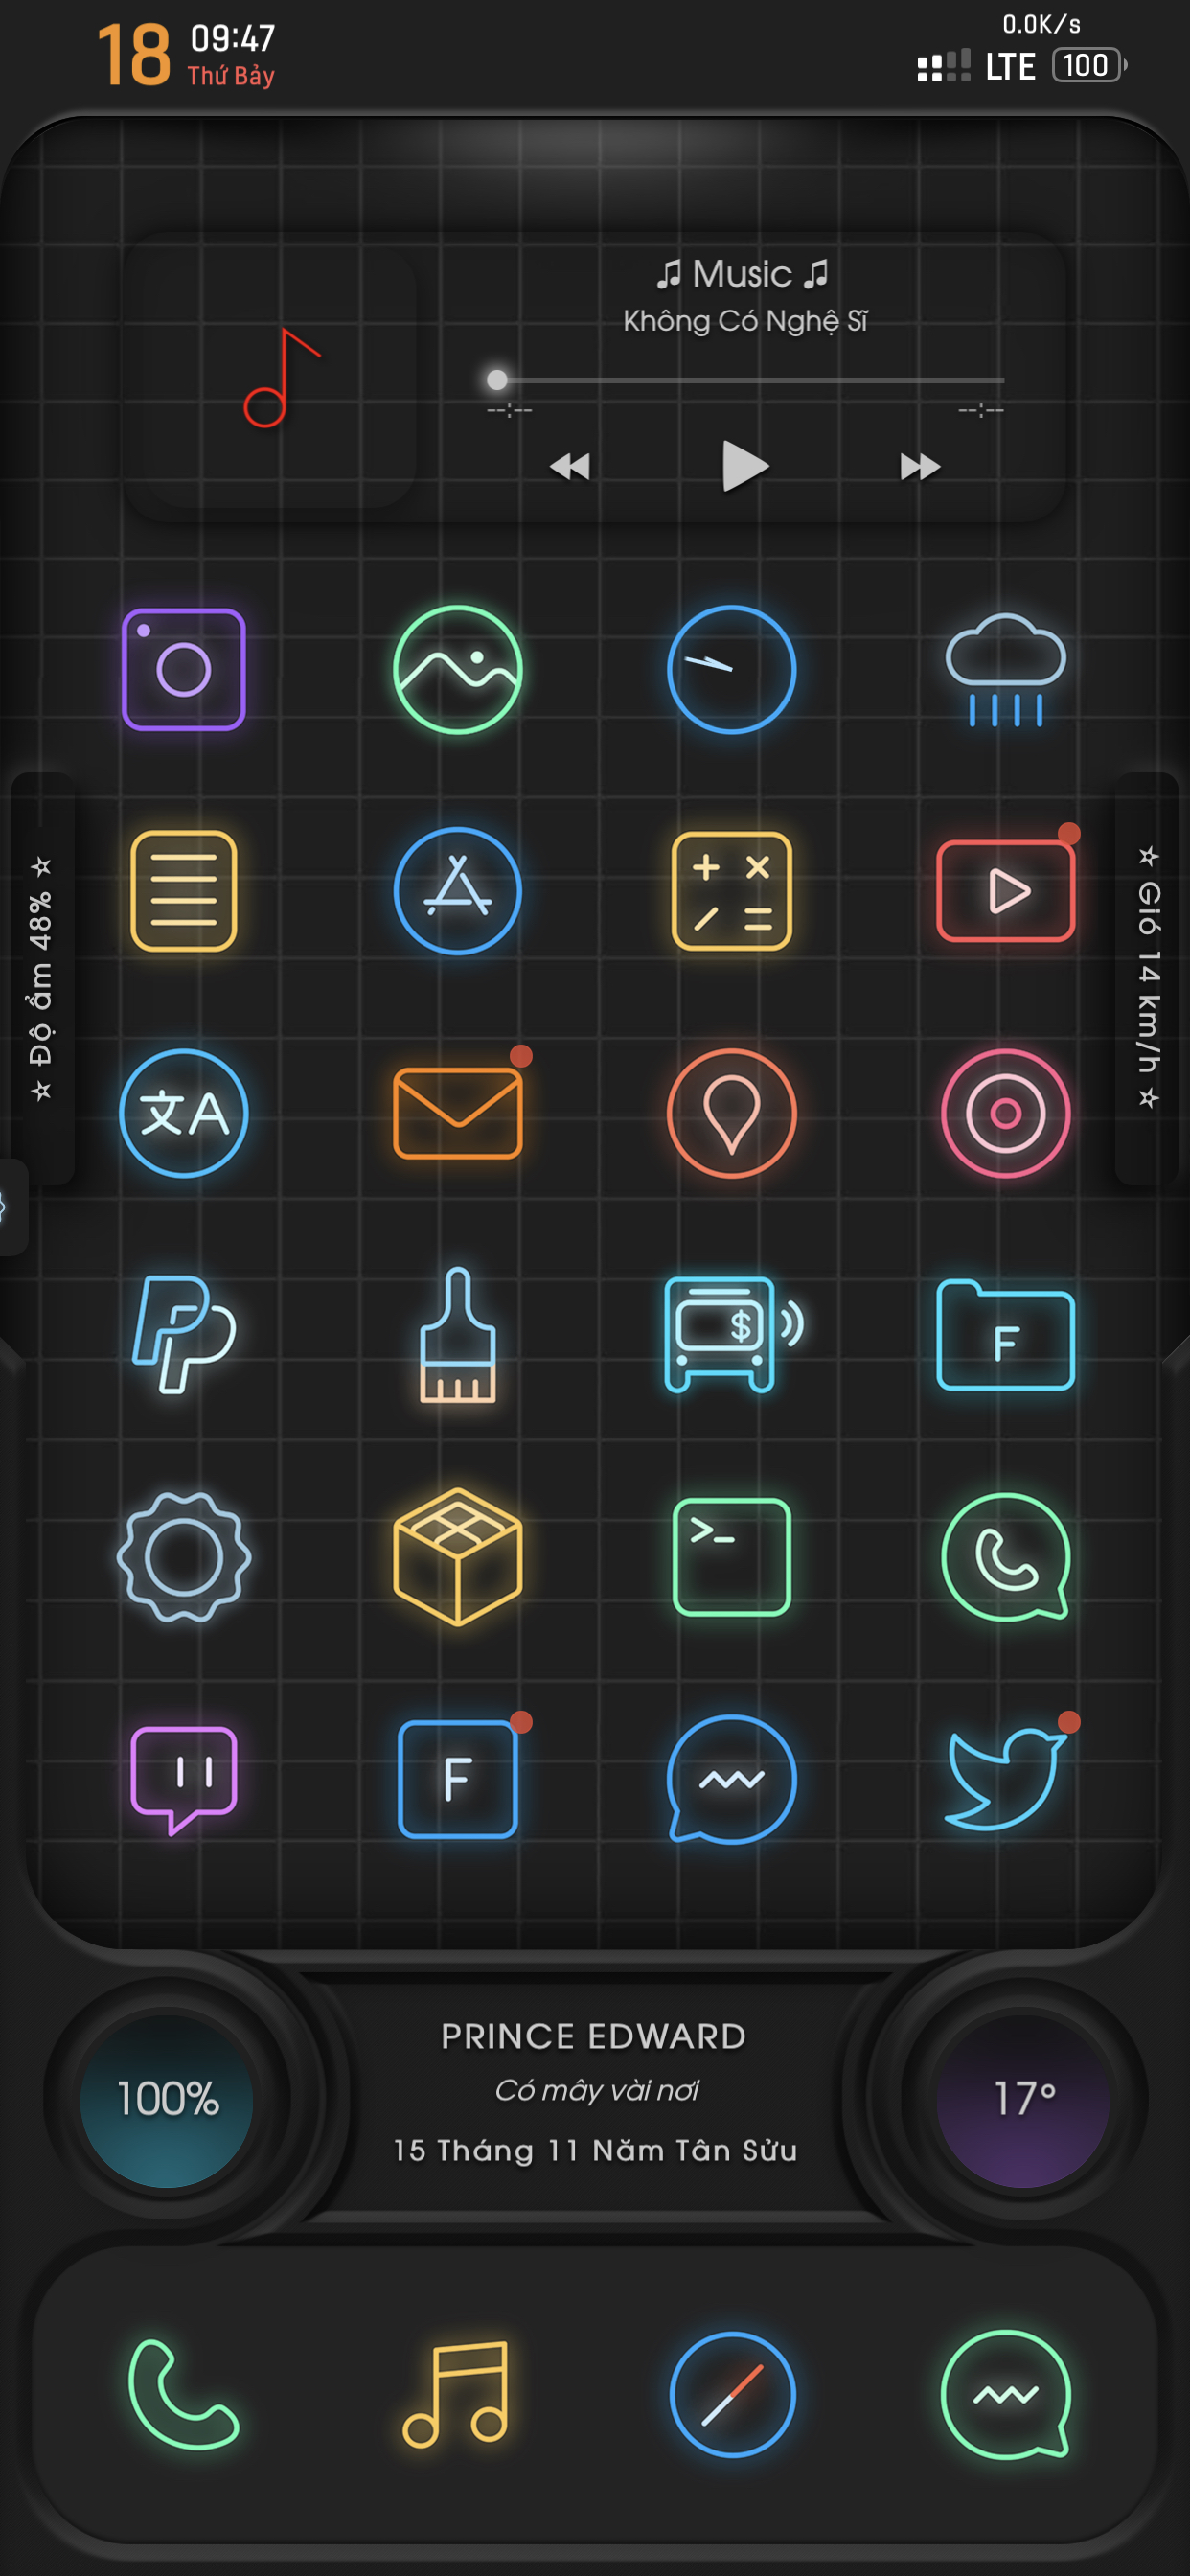 18
09:47
Thứ Bảy
0.0K/s
LTE
100
♫ Music ♫
Không Có Nghệ Sĩ
--:--
--:--
☆ Độ ẩm 48% ☆
☆ Gió 14 km/h ☆
文A
$
F
>_
F
PRINCE EDWARD
Có mây vài nơi
15 Tháng 11 Năm Tân Sửu
100%
17°